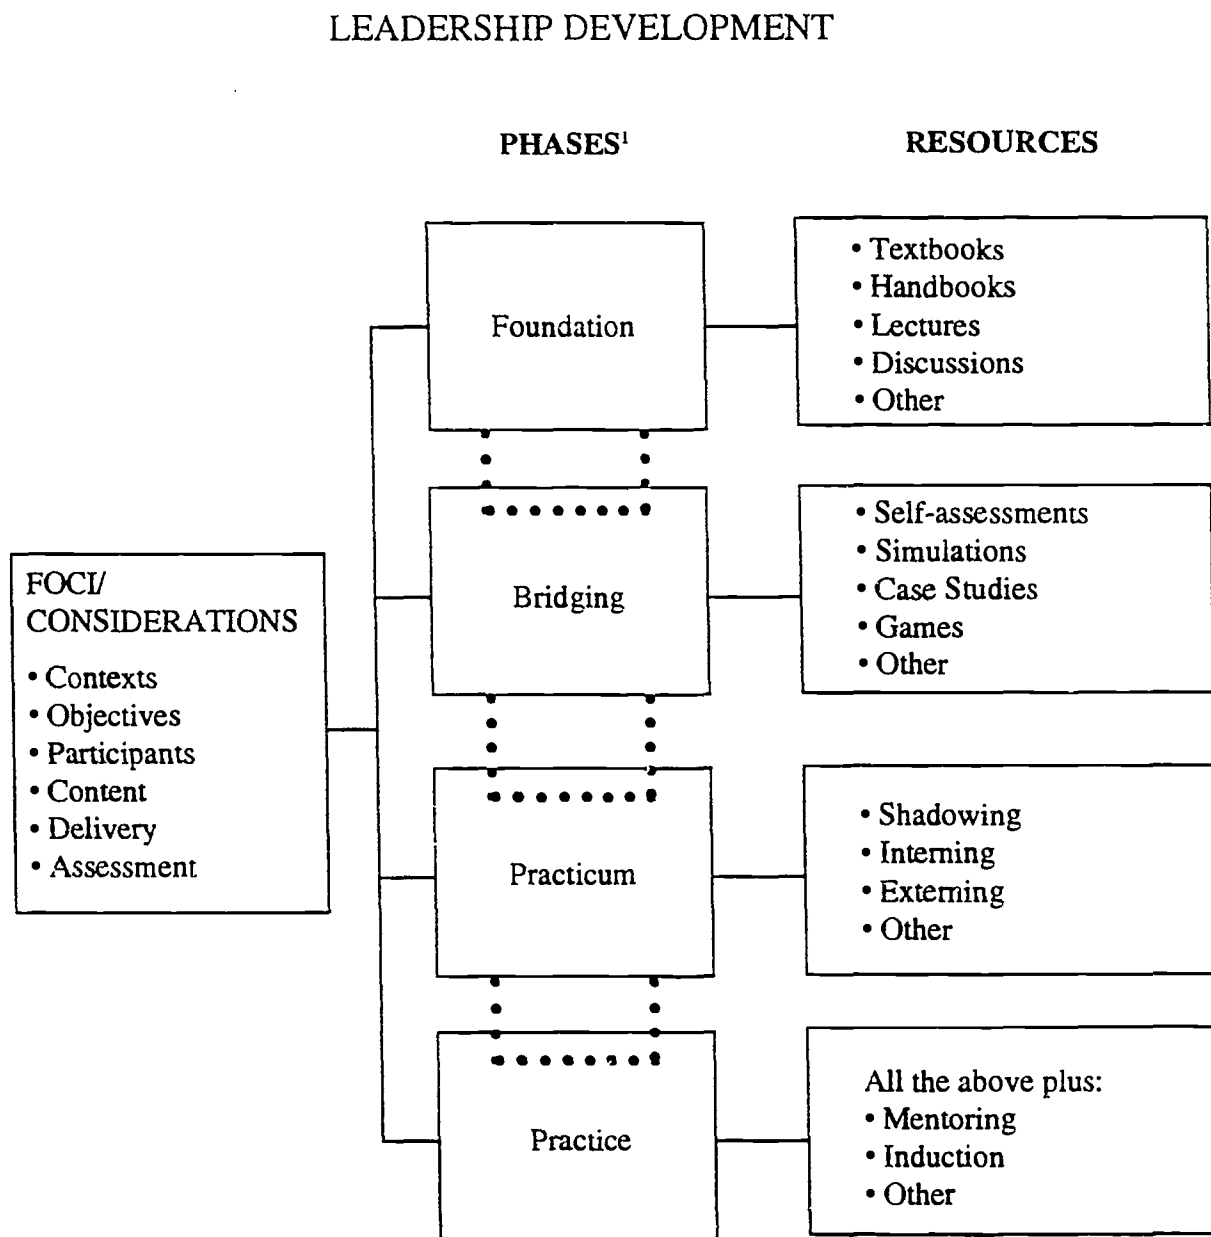 LEADERSHIP DEVELOPMENT
PHASES¹
RESOURCES
FOCI/
CONSIDERATIONS
• Contexts
• Objectives
• Participants
• Content
• Delivery
• Assessment
Foundation
• Textbooks
• Handbooks
• Lectures
• Discussions
• Other
Bridging
• Self-assessments
• Simulations
• Case Studies
• Games
• Other
Practicum
• Shadowing
• Interning
• Externing
• Other
Practice
All the above plus:
• Mentoring
• Induction
• Other